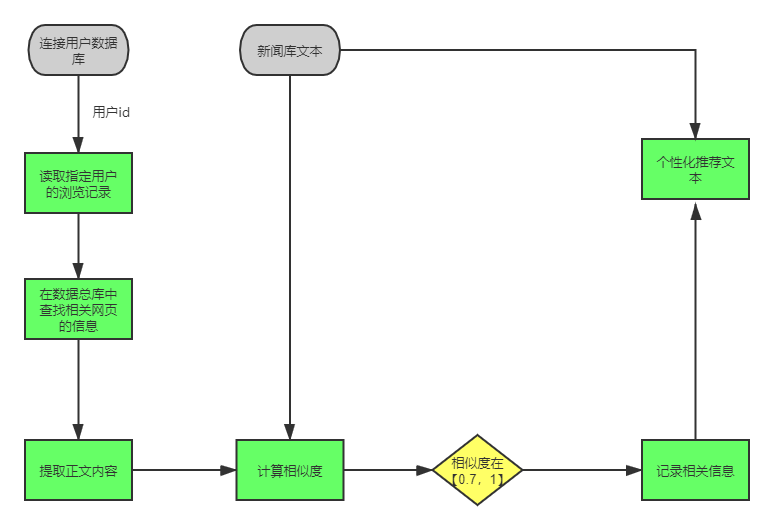 连接用户数据
库
新闻库文本
用户id
读取指定用户
的浏览记录
个性化推荐文
本
在数据总库中
查找相关网页
的信息
提取正文内容
计算相似度
相似度在
【0.7，1】
记录相关信息